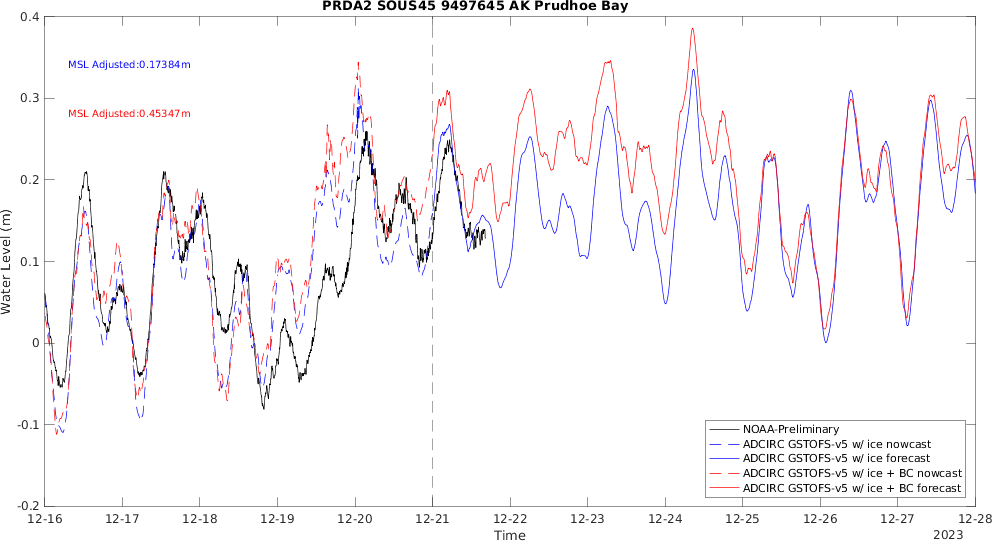 PRDA2 SOUS45 9497645 AK Prudhoe Bay
MSL Adjusted:0.17384m
MSL Adjusted:0.45347m
Water Level (m)
0.4
0.3
0.2
0.1
0
-0.1
-0.2
NOAA-Preliminary
ADCIRC GSTOFS-v5 w/ ice nowcast
ADCIRC GSTOFS-v5 w/ ice forecast
ADCIRC GSTOFS-v5 w/ ice + BC nowcast
ADCIRC GSTOFS-v5 w/ ice + BC forecast
12-16 12-17 12-18 12-19 12-20 12-21 12-22 12-23 12-24 12-25 12-26 12-27 12-28
Time
2023